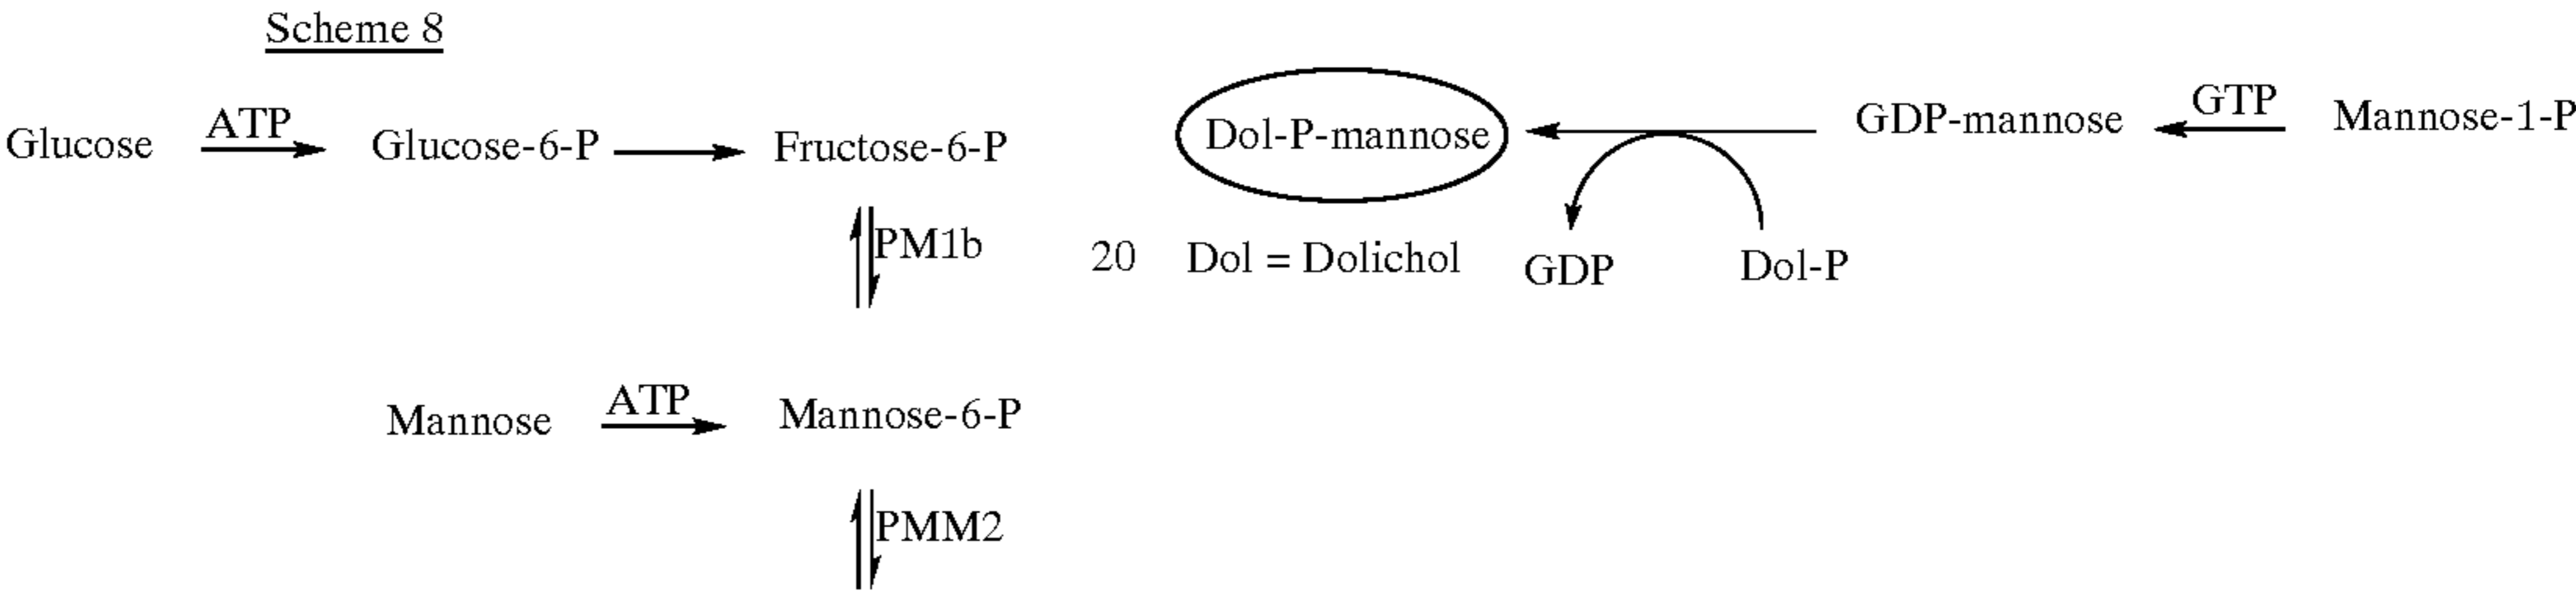 Scheme 8
Glucose ATP Glucose-6-P Fructose-6-P
PM1b
Mannose ATP Mannose-6-P
PMM2
Dol-P-mannose GDP-mannose GTP Mannose-1-P
20 Dol = Dolichol GDP Dol-P